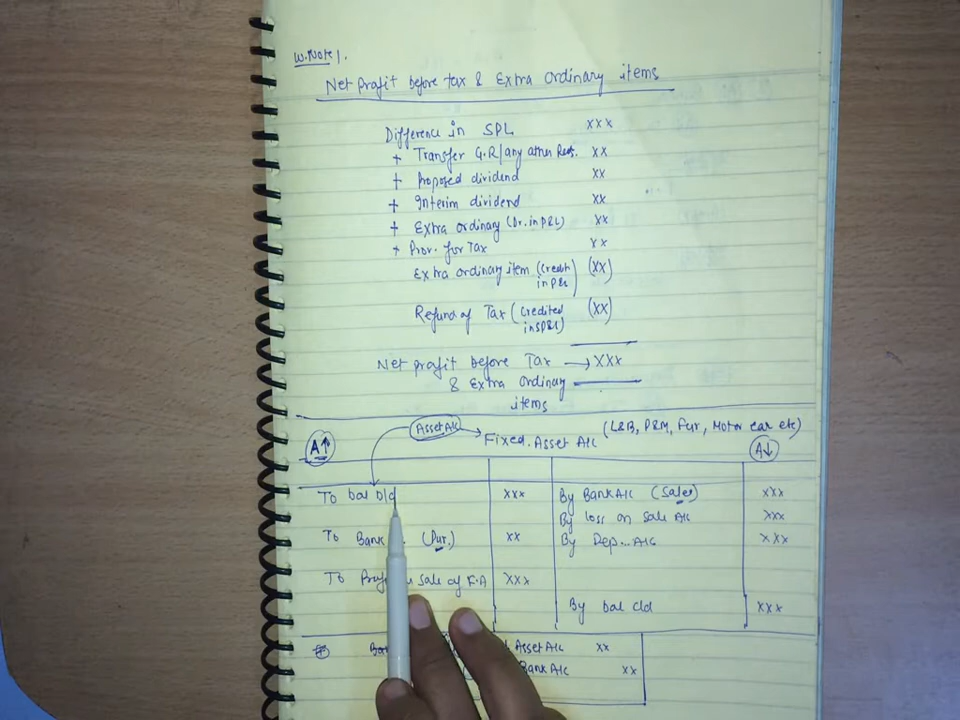 W.Note 1.
Net Profit before tax & Extra Ordinary items
Difference in SPL xxx
+ Transfer G.R/any other Res. xx
+ Proposed dividend xx
+ Interim dividend xx
+ Extra ordinary (Dr. in P&L) xx
+ Prov. for Tax xx
Extra ordinary item (credit in P&L) (xx)
Refund of Tax (credited in SP&L) (xx)
Net profit before Tax → xxx
& Extra Ordinary
items
A↑ Asset A/c → Fixed Asset A/c (L&B, P&M, Fur, Motor car etc) A↓
To bal b/d xxx By Bank A/c (Sales) xxx
By loss on sale A/c xxx
To Bank (Pur.) xx By Dep... A/c xxx
To Prof sale of F.A xxx
By bal c/d xxx
Asset A/c xx
Bank A/c xx